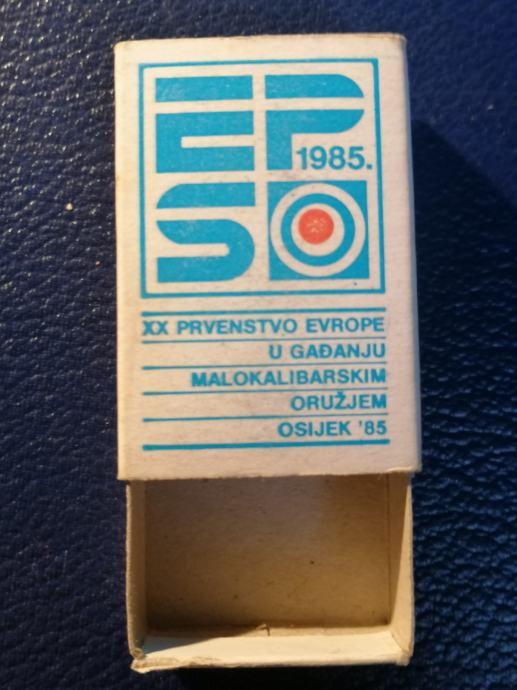 EP
1985.
SO
XX PRVENSTVO EVROPE
U GAĐANJU
MALOKALIBARSKIM
ORUŽJEM
OSIJEK '85